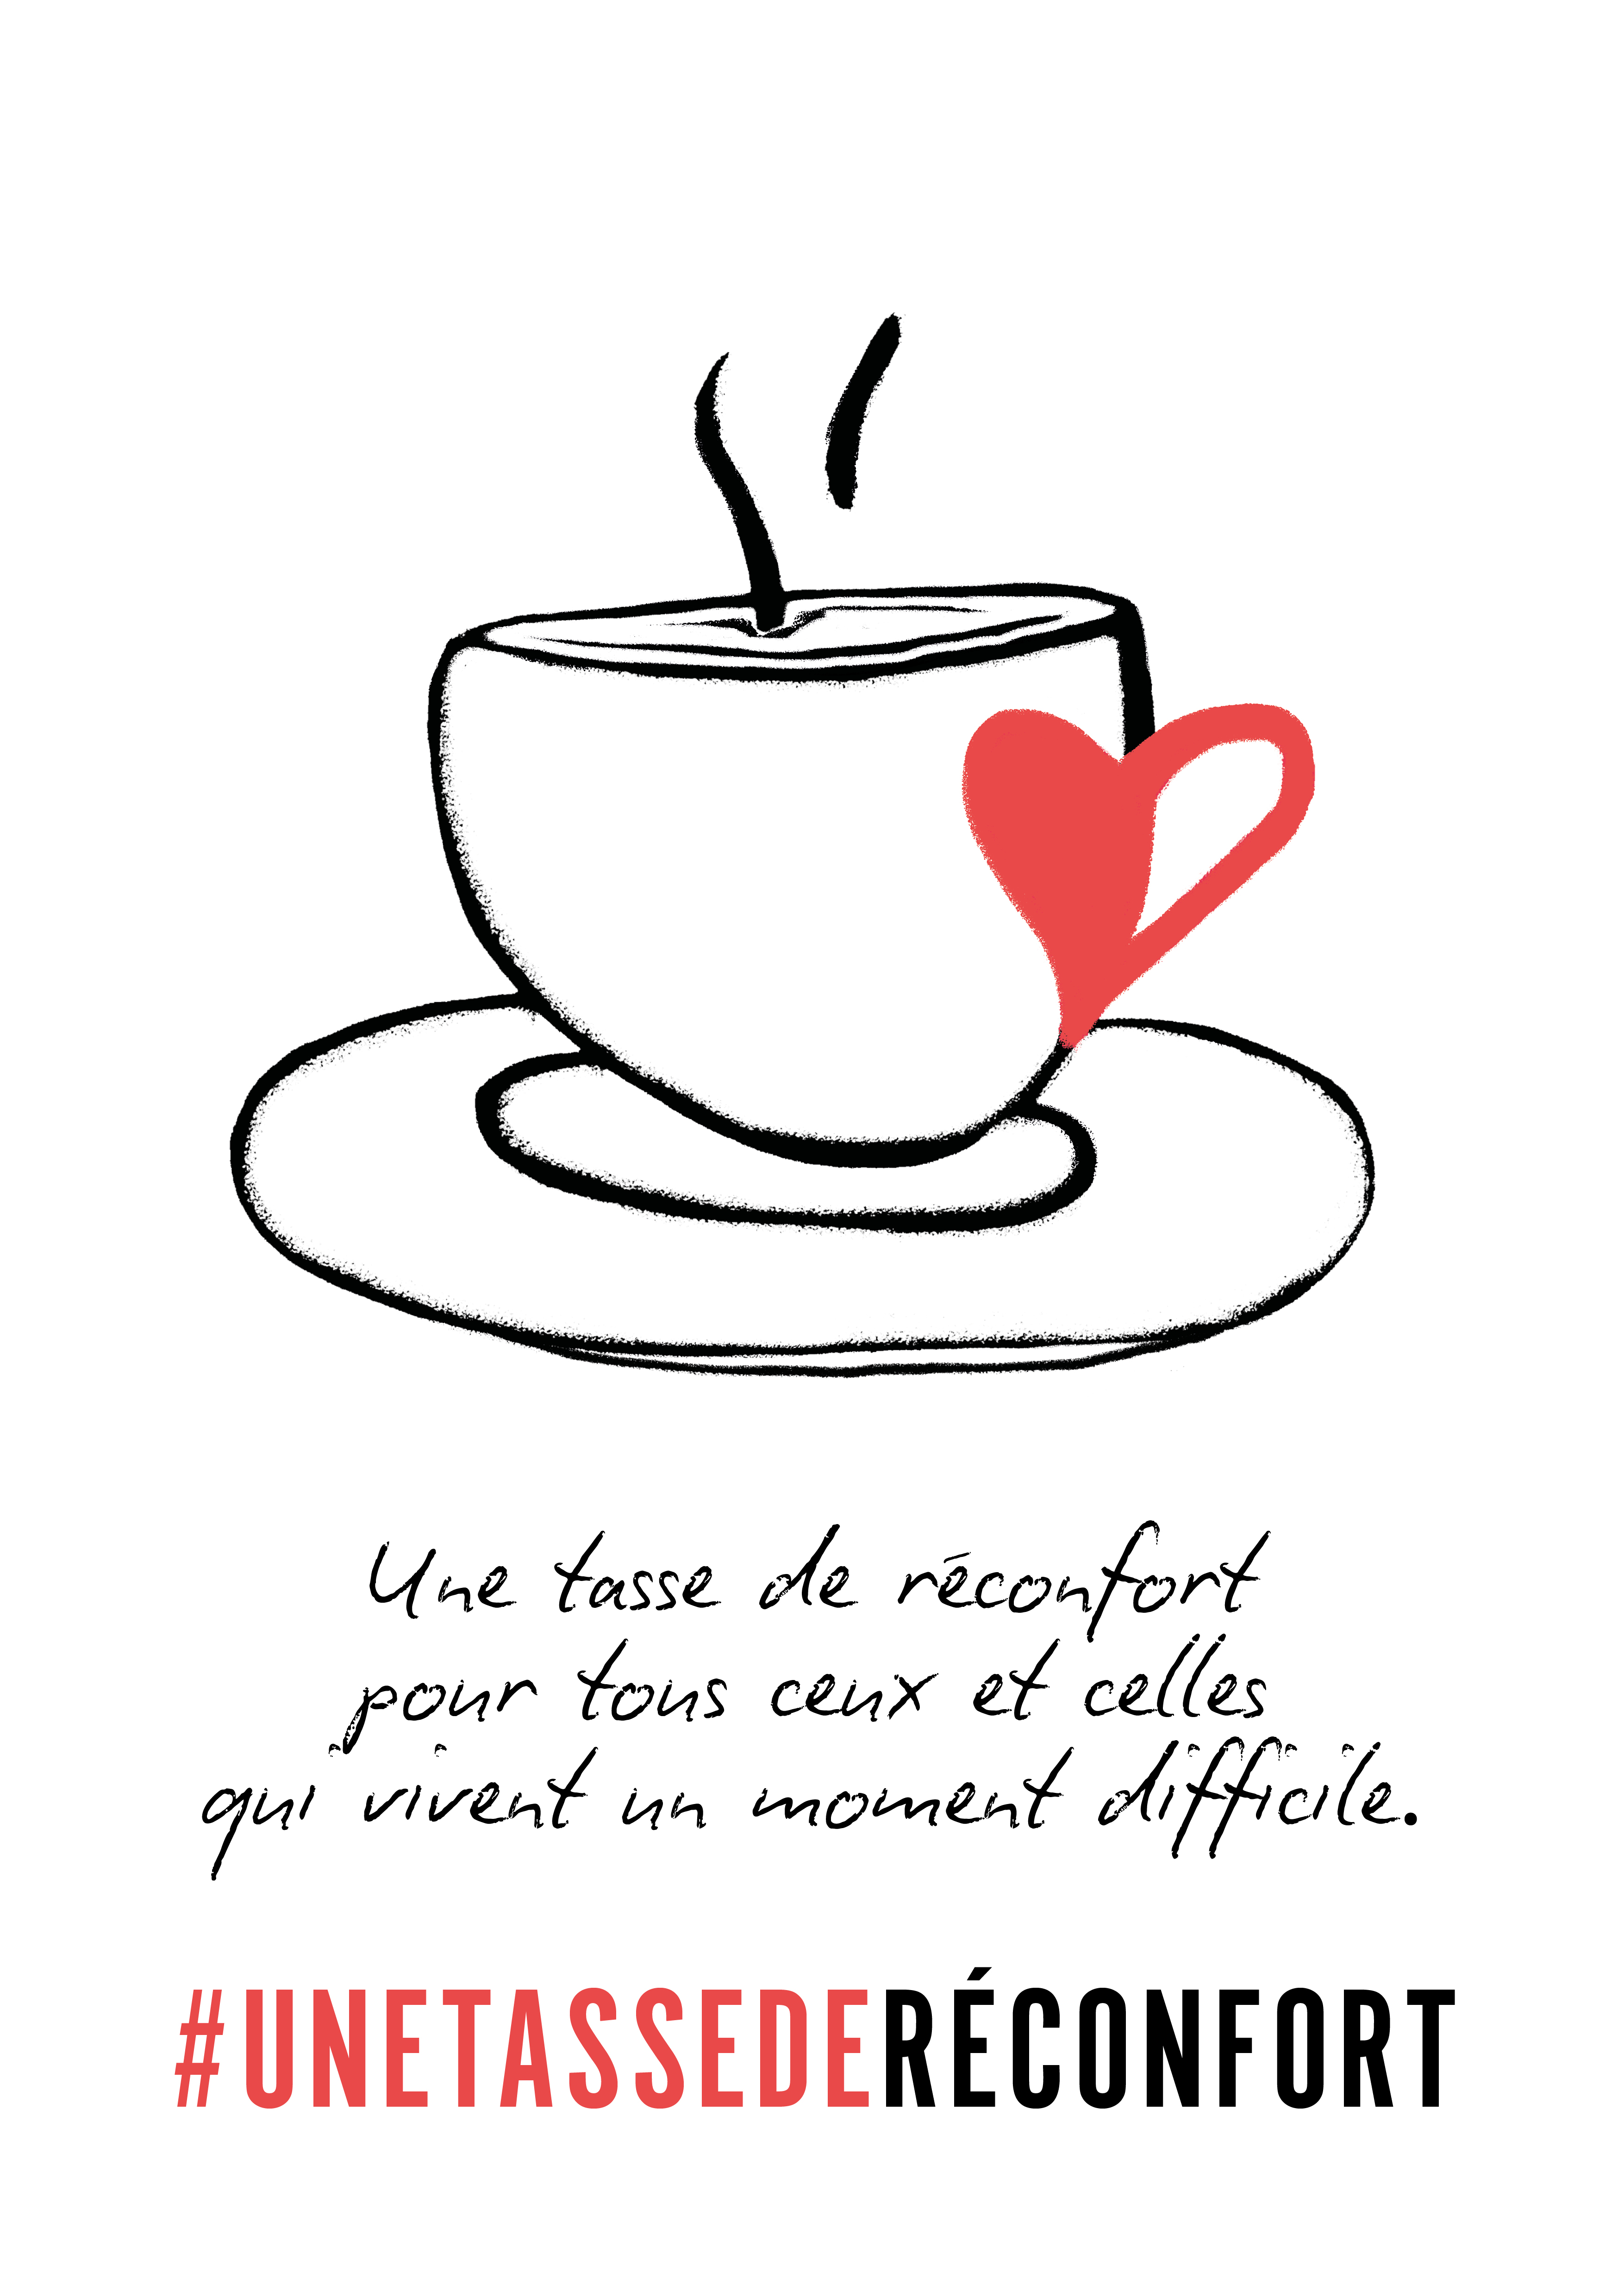 Une tasse de réconfort
pour tous ceux et celles
qui vivent un moment difficile.
#UNETASSEDERÉCONFORT